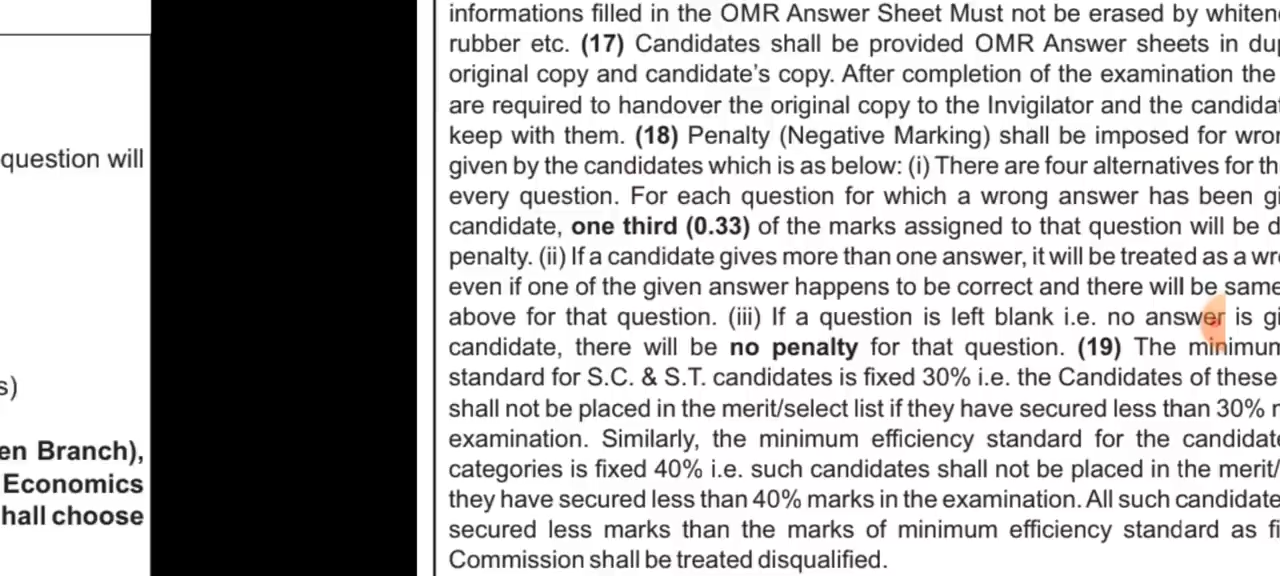 question will
s)
en Branch),
Economics
hall choose
informations filled in the OMR Answer Sheet Must not be erased by
rubber etc. (17) Candidates shall be provided OMR Answer sheets in
original copy and candidate's copy. After completion of the examination the
are required to handover the original copy to the Invigilator and the
keep with them. (18) Penalty (Negative Marking) shall be imposed for
given by the candidates which is as below: (i) There are four alternatives for
every question. For each question for which a wrong answer has been
candidate, one third (0.33) of the marks assigned to that question will be
penalty. (ii) If a candidate gives more than one answer, it will be treated as a
even if one of the given answer happens to be correct and there will be same
above for that question. (iii) If a question is left blank i.e. no answer is
candidate, there will be no penalty for that question. (19) The minimum
standard for S.C. & S.T. candidates is fixed 30% i.e. the Candidates of these
shall not be placed in the merit/select list if they have secured less than 30%
examination. Similarly, the minimum efficiency standard for the
categories is fixed 40% i.e. such candidates shall not be placed in the merit/
they have secured less than 40% marks in the examination. All such
secured less marks than the marks of minimum efficiency standard as
Commission shall be treated disqualified.